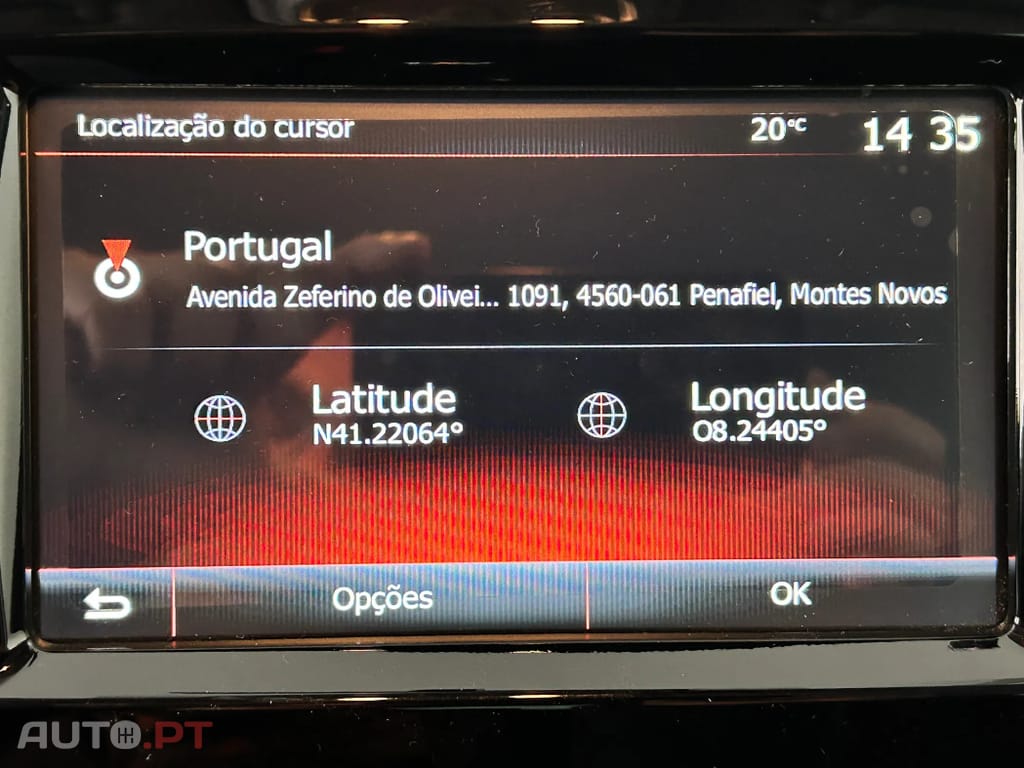 Localização do cursor 20°C 14 35
Portugal
Avenida Zeferino de Olivei... 1091, 4560-061 Penafiel, Montes Novos
Latitude Longitude
N41.22064° O8.24405°
Opções OK
AUTO.PT